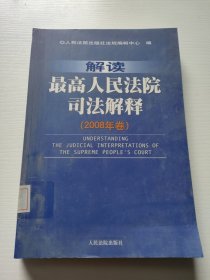 人民法院出版社法规编辑中心 编
解读
最高人民法院
司法解释
(2008年卷)
UNDERSTANDING
THE JUDICIAL INTERPRETATIONS OF
THE SUPREME PEOPLE'S COURT
人民法院出版社